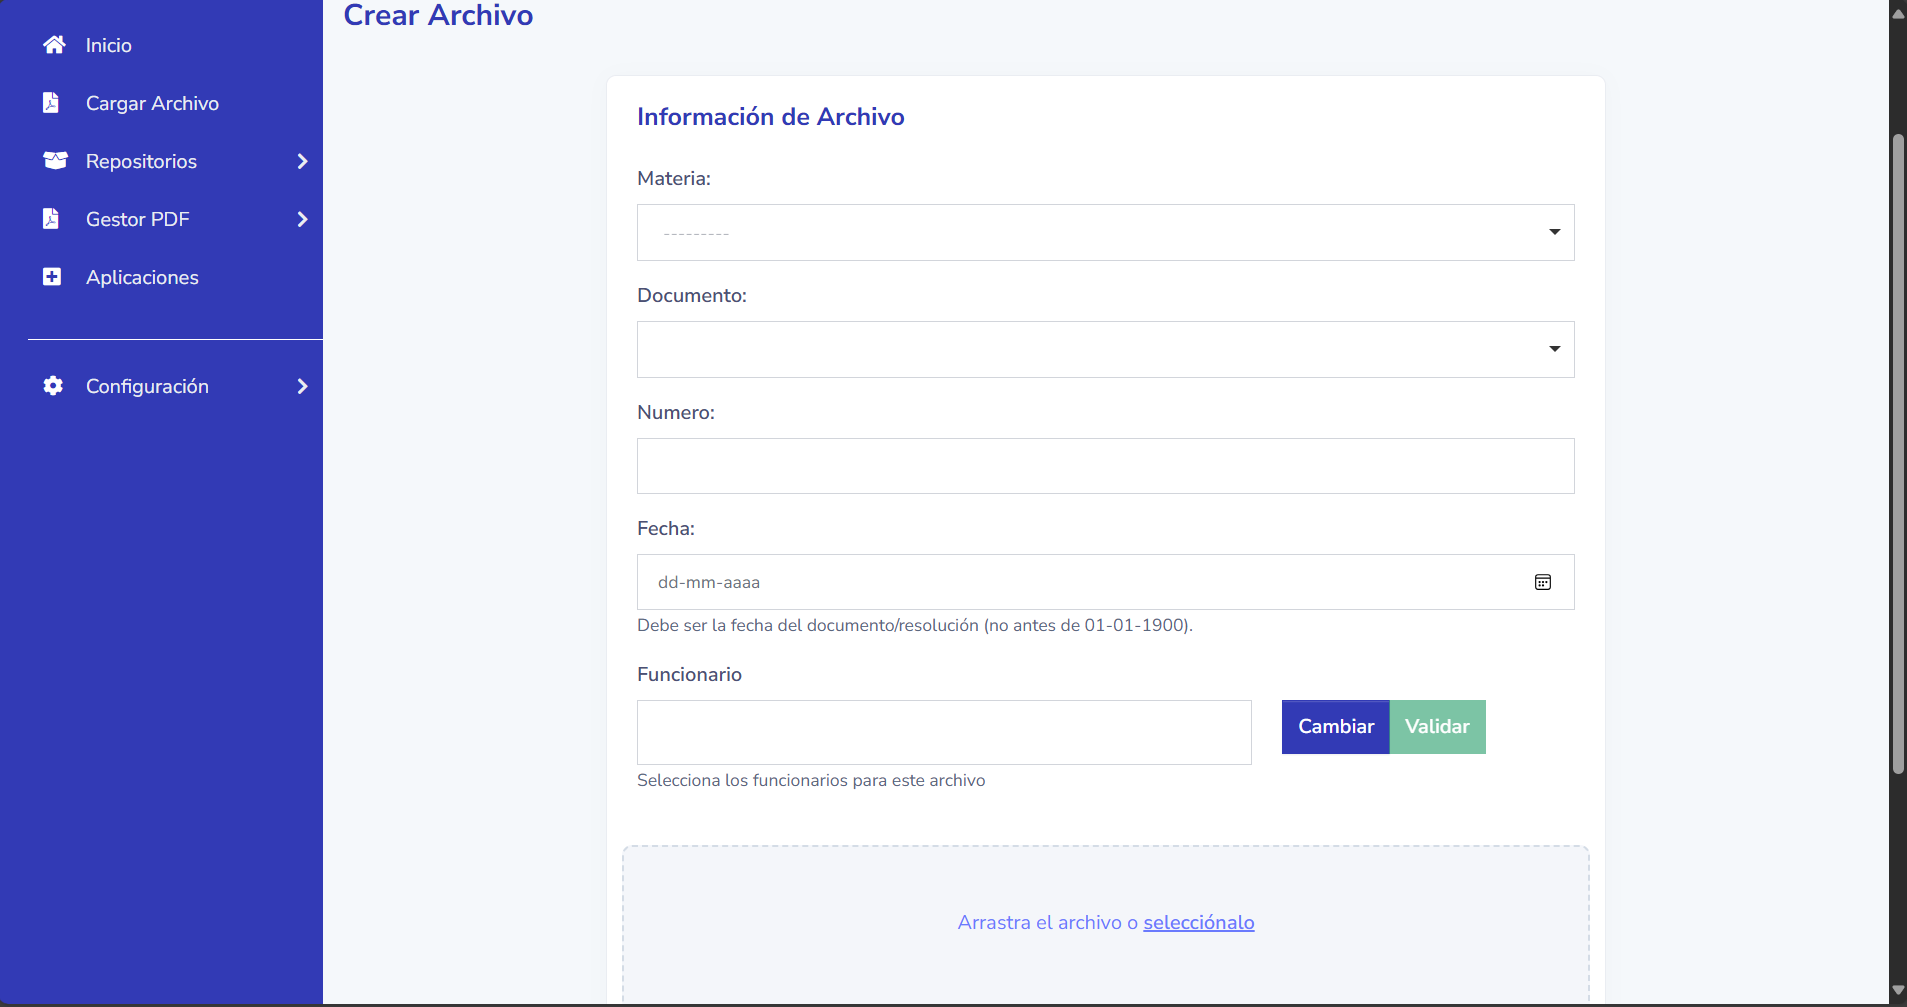 Inicio
Cargar Archivo
Repositorios
Gestor PDF
Aplicaciones
Configuración
Crear Archivo
Información de Archivo
Materia:
---------
Documento:
Numero:
Fecha:
dd-mm-aaaa
Debe ser la fecha del documento/resolución (no antes de 01-01-1900).
Funcionario
Cambiar Validar
Selecciona los funcionarios para este archivo
Arrastra el archivo o selecciónalo